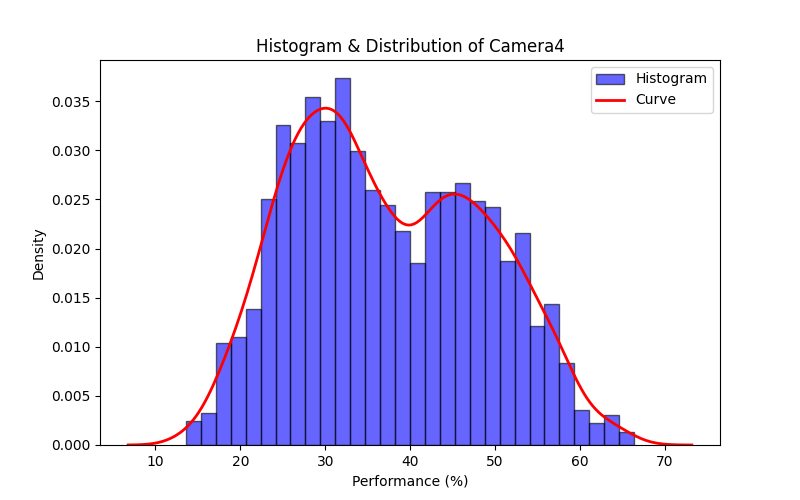 Histogram & Distribution of Camera4
Histogram
Curve
Density
0.035
0.030
0.025
0.020
0.015
0.010
0.005
0.000
10 20 30 40 50 60 70
Performance (%)